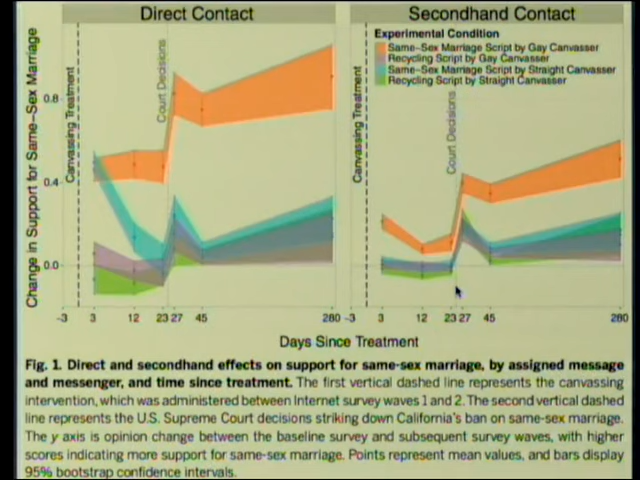 Direct Contact
Secondhand Contact
Change in Support for Same−Sex Marriage
0.8
0.4
0.0
Canvassing Treatment
Court Decisions
Canvassing Treatment
Court Decisions
Experimental Condition
Same−Sex Marriage Script by Gay Canvasser
Recycling Script by Gay Canvasser
Same−Sex Marriage Script by Straight Canvasser
Recycling Script by Straight Canvasser
-3 3 12 23 27 45 280
-3 3 12 23 27 45 280
Days Since Treatment
Fig. 1. Direct and secondhand effects on support for same-sex marriage, by assigned message
and messenger, and time since treatment. The first vertical dashed line represents the canvassing
intervention, which was administered between Internet survey waves 1 and 2. The second vertical dashed
line represents the U.S. Supreme Court decisions striking down California's ban on same-sex marriage.
The y axis is opinion change between the baseline survey and subsequent survey waves, with higher
scores indicating more support for same-sex marriage. Points represent mean values, and bars display
95% bootstrap confidence intervals.